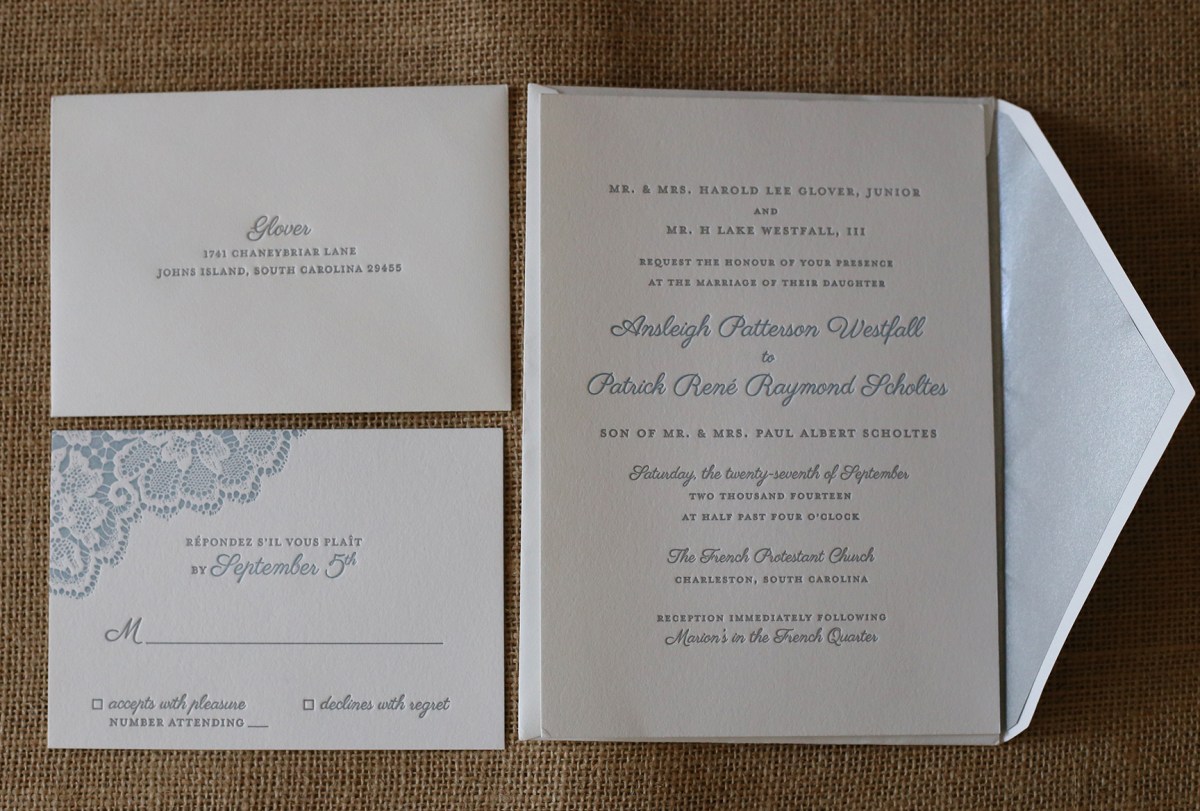 Glover
1741 CHANEYBRIAR LANE
JOHNS ISLAND, SOUTH CAROLINA 29455
RÉPONDEZ S'IL VOUS PLAÎT
BY September 5th
M
accepts with pleasure
declines with regret
NUMBER ATTENDING
MR. & MRS. HAROLD LEE GLOVER, JUNIOR
AND
MR. H LAKE WESTFALL, III
REQUEST THE HONOUR OF YOUR PRESENCE
AT THE MARRIAGE OF THEIR DAUGHTER
Ansleigh Patterson Westfall
to
Patrick René Raymond Scholtes
SON OF MR. & MRS. PAUL ALBERT SCHOLTES
Saturday, the twenty-seventh of September
TWO THOUSAND FOURTEEN
AT HALF PAST FOUR O'CLOCK
The French Protestant Church
CHARLESTON, SOUTH CAROLINA
RECEPTION IMMEDIATELY FOLLOWING
Marion's in the French Quarter